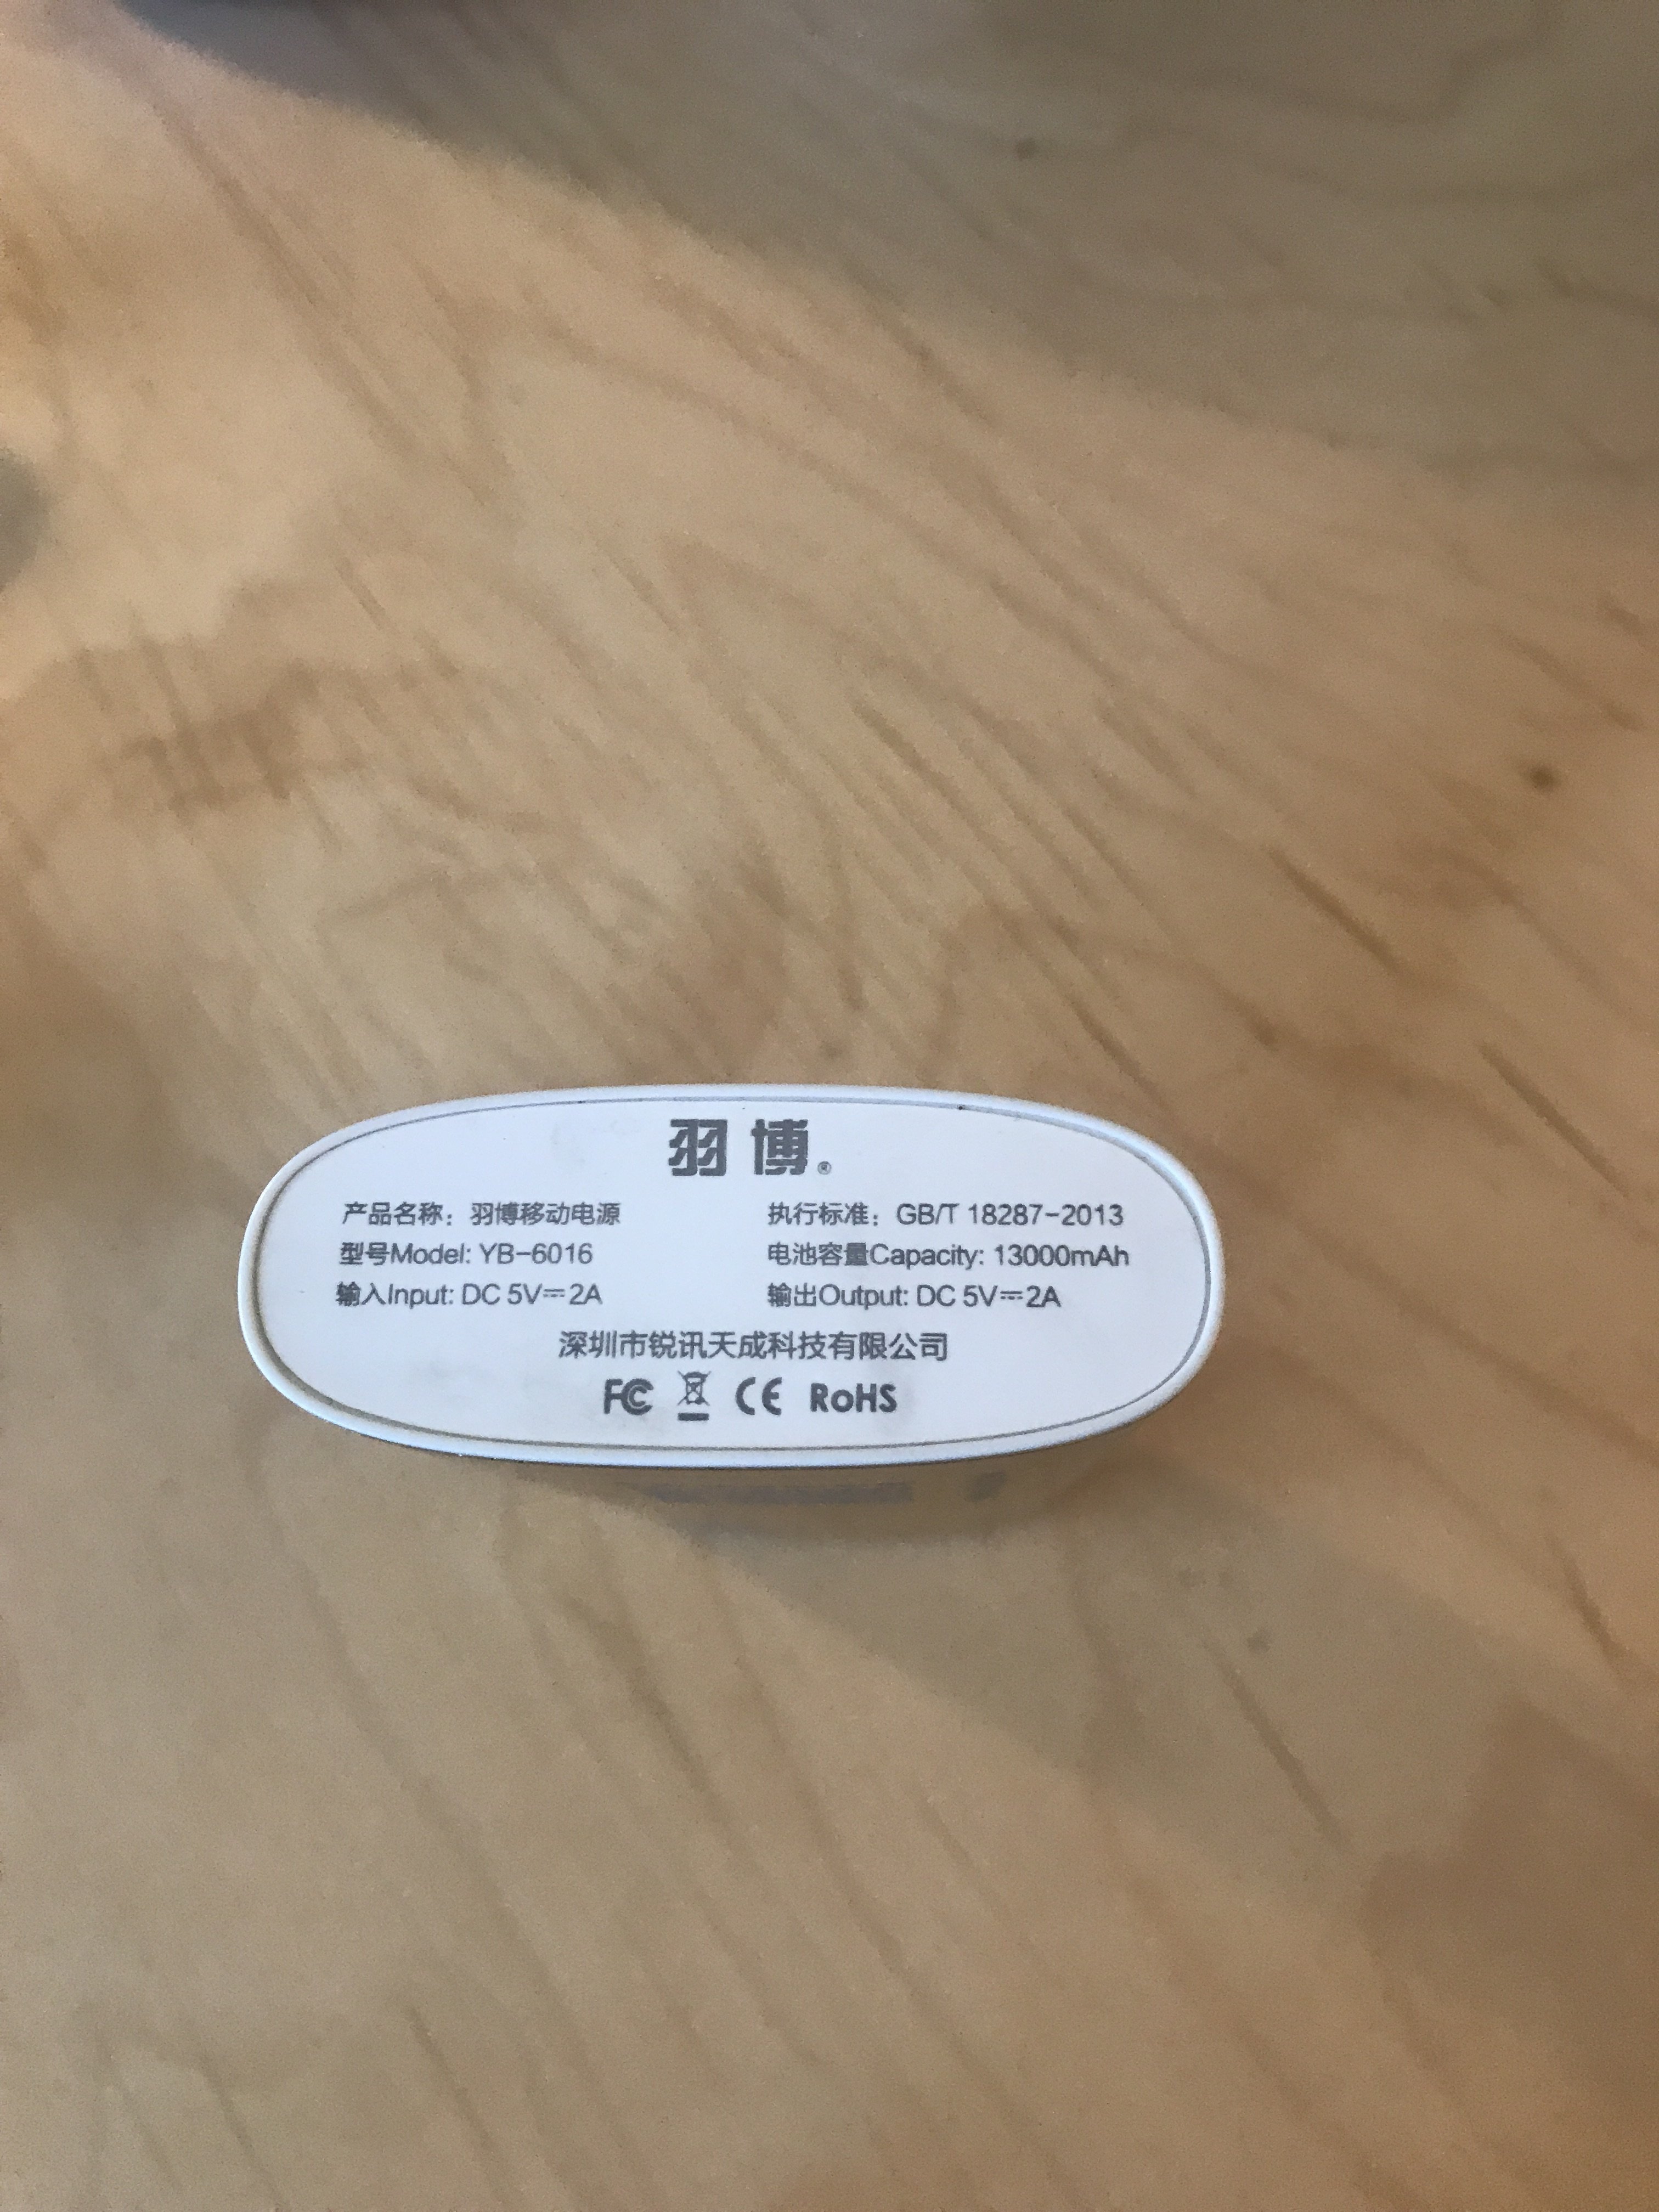 羽博®
产品名称：羽博移动电源 执行标准：GB/T 18287-2013
型号Model: YB-6016 电池容量Capacity: 13000mAh
输入Input: DC 5V⎓2A 输出Output: DC 5V⎓2A
深圳市锐讯天成科技有限公司
FC CE RoHS